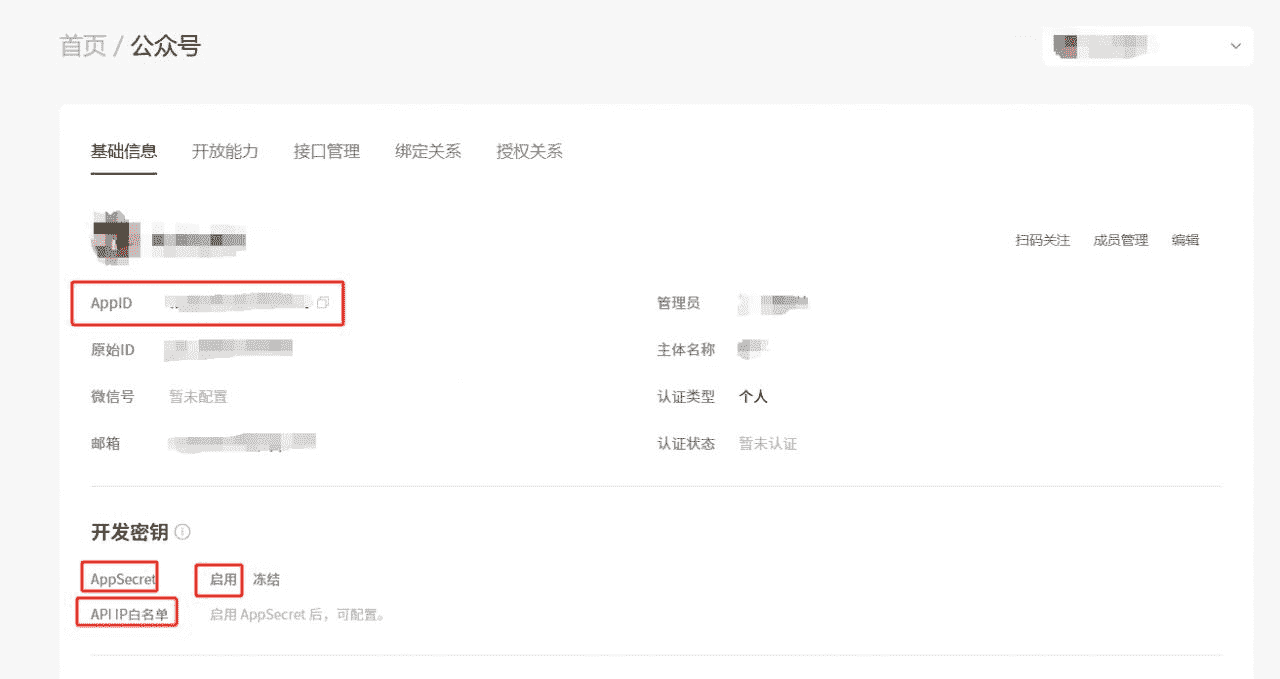 首页 / 公众号
基础信息 开放能力 接口管理 绑定关系 授权关系
扫码关注 成员管理 编辑
AppID 管理员
原始ID 主体名称
微信号 暂未配置 认证类型 个人
邮箱 认证状态 暂未认证
开发密钥
AppSecret 启用 冻结
API IP白名单 启用 AppSecret 后，可配置。